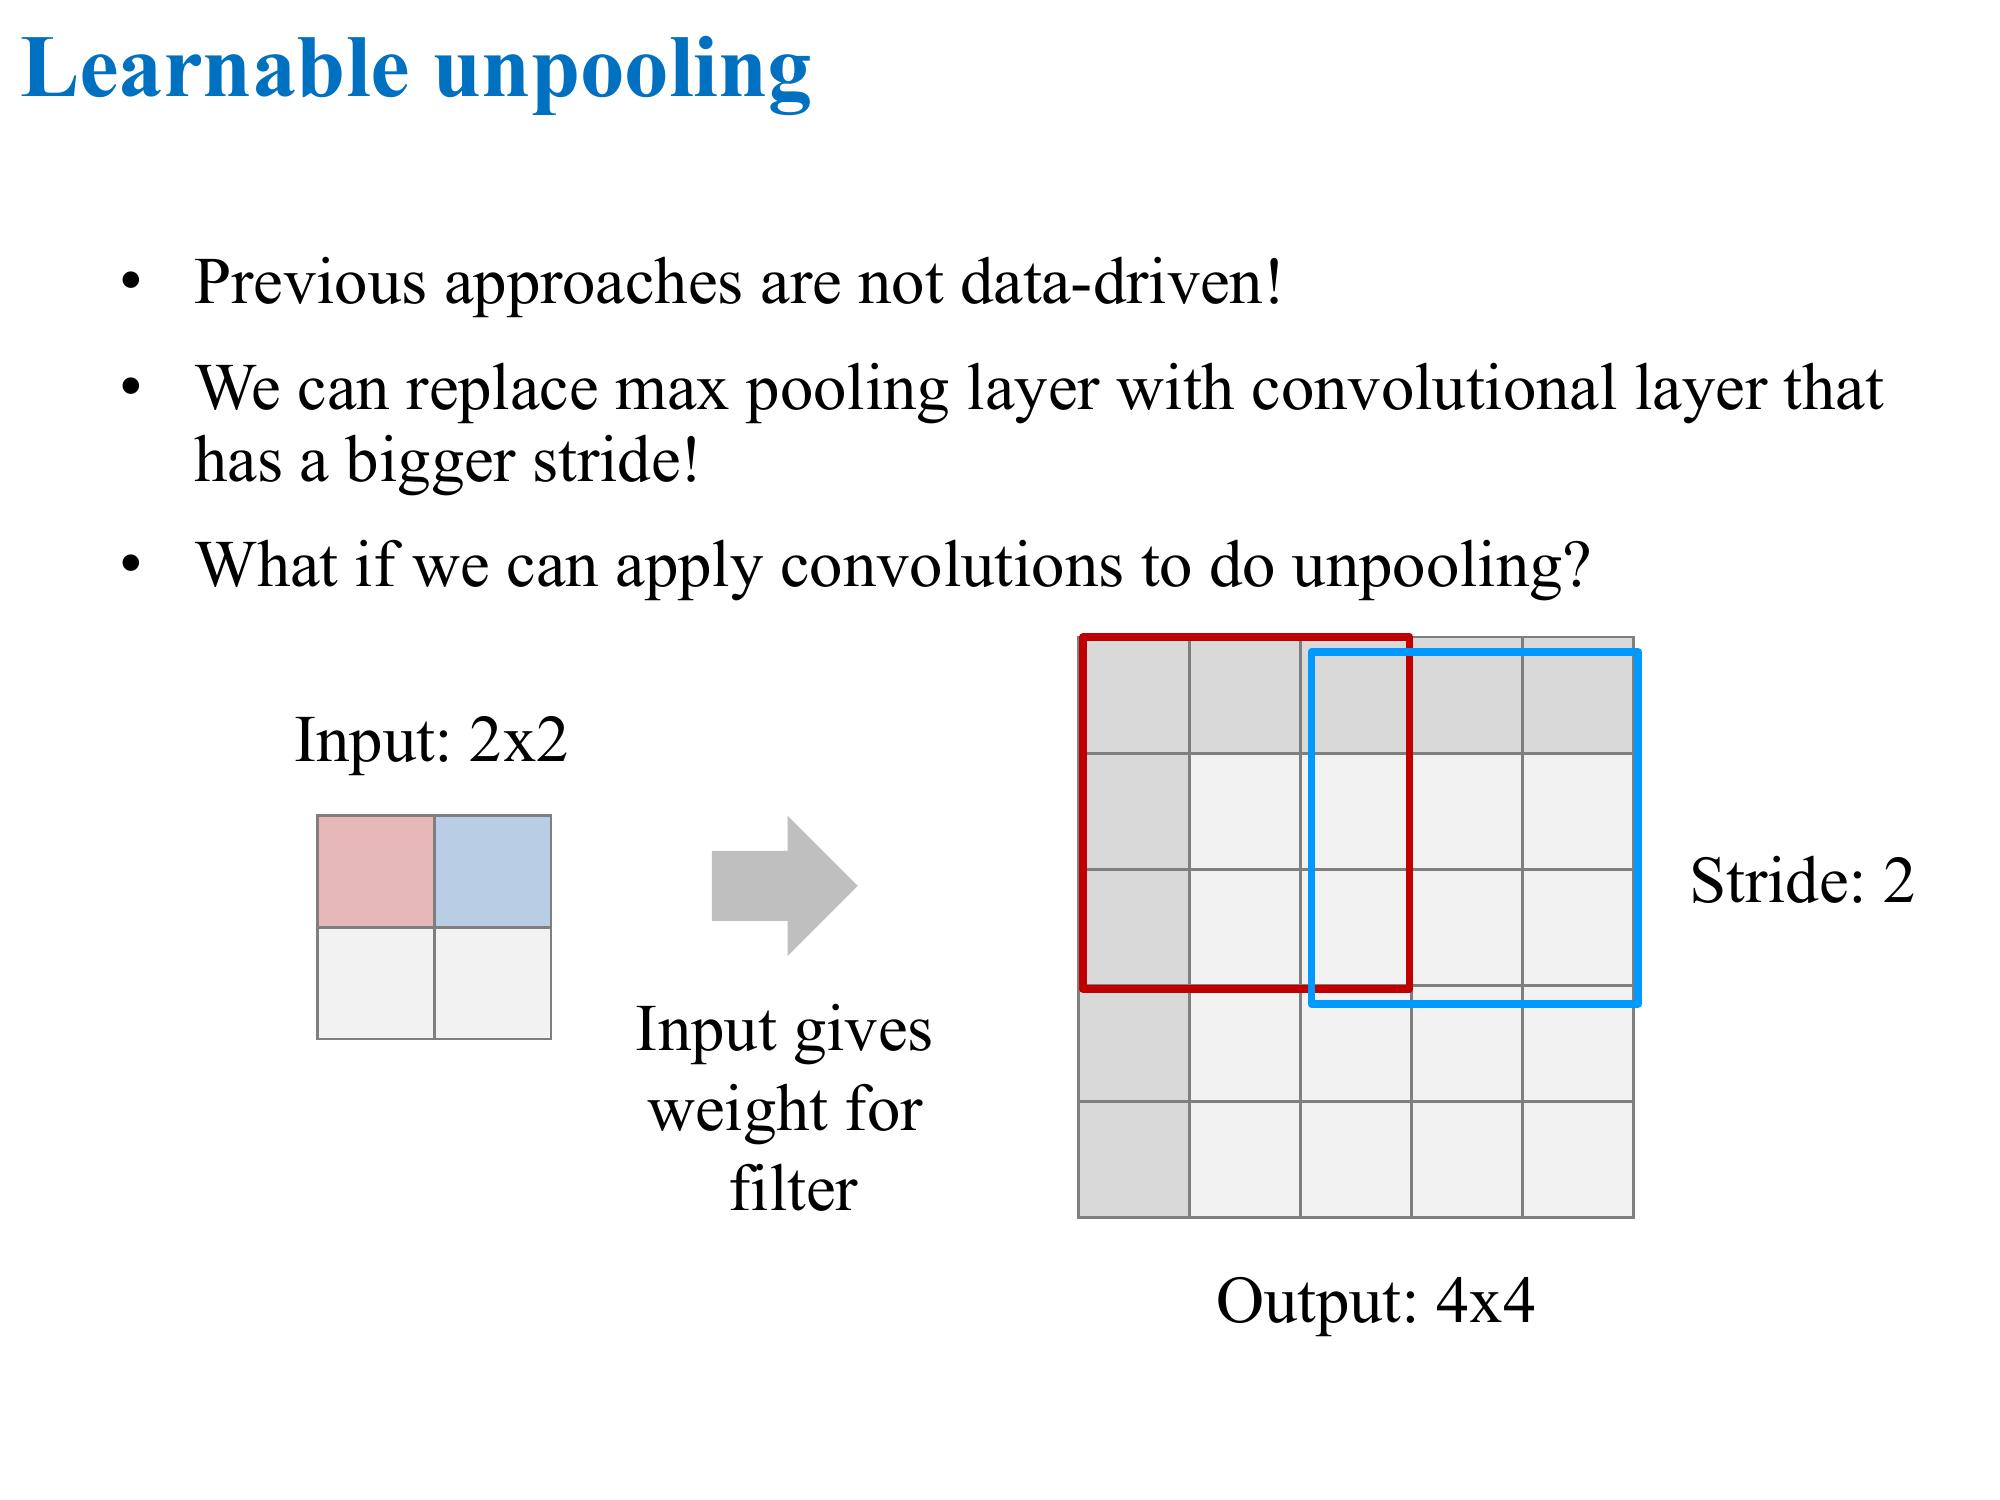 Learnable unpooling
• Previous approaches are not data-driven!
• We can replace max pooling layer with convolutional layer that
has a bigger stride!
• What if we can apply convolutions to do unpooling?
Input: 2x2
Input gives
weight for
filter
Stride: 2
Output: 4x4